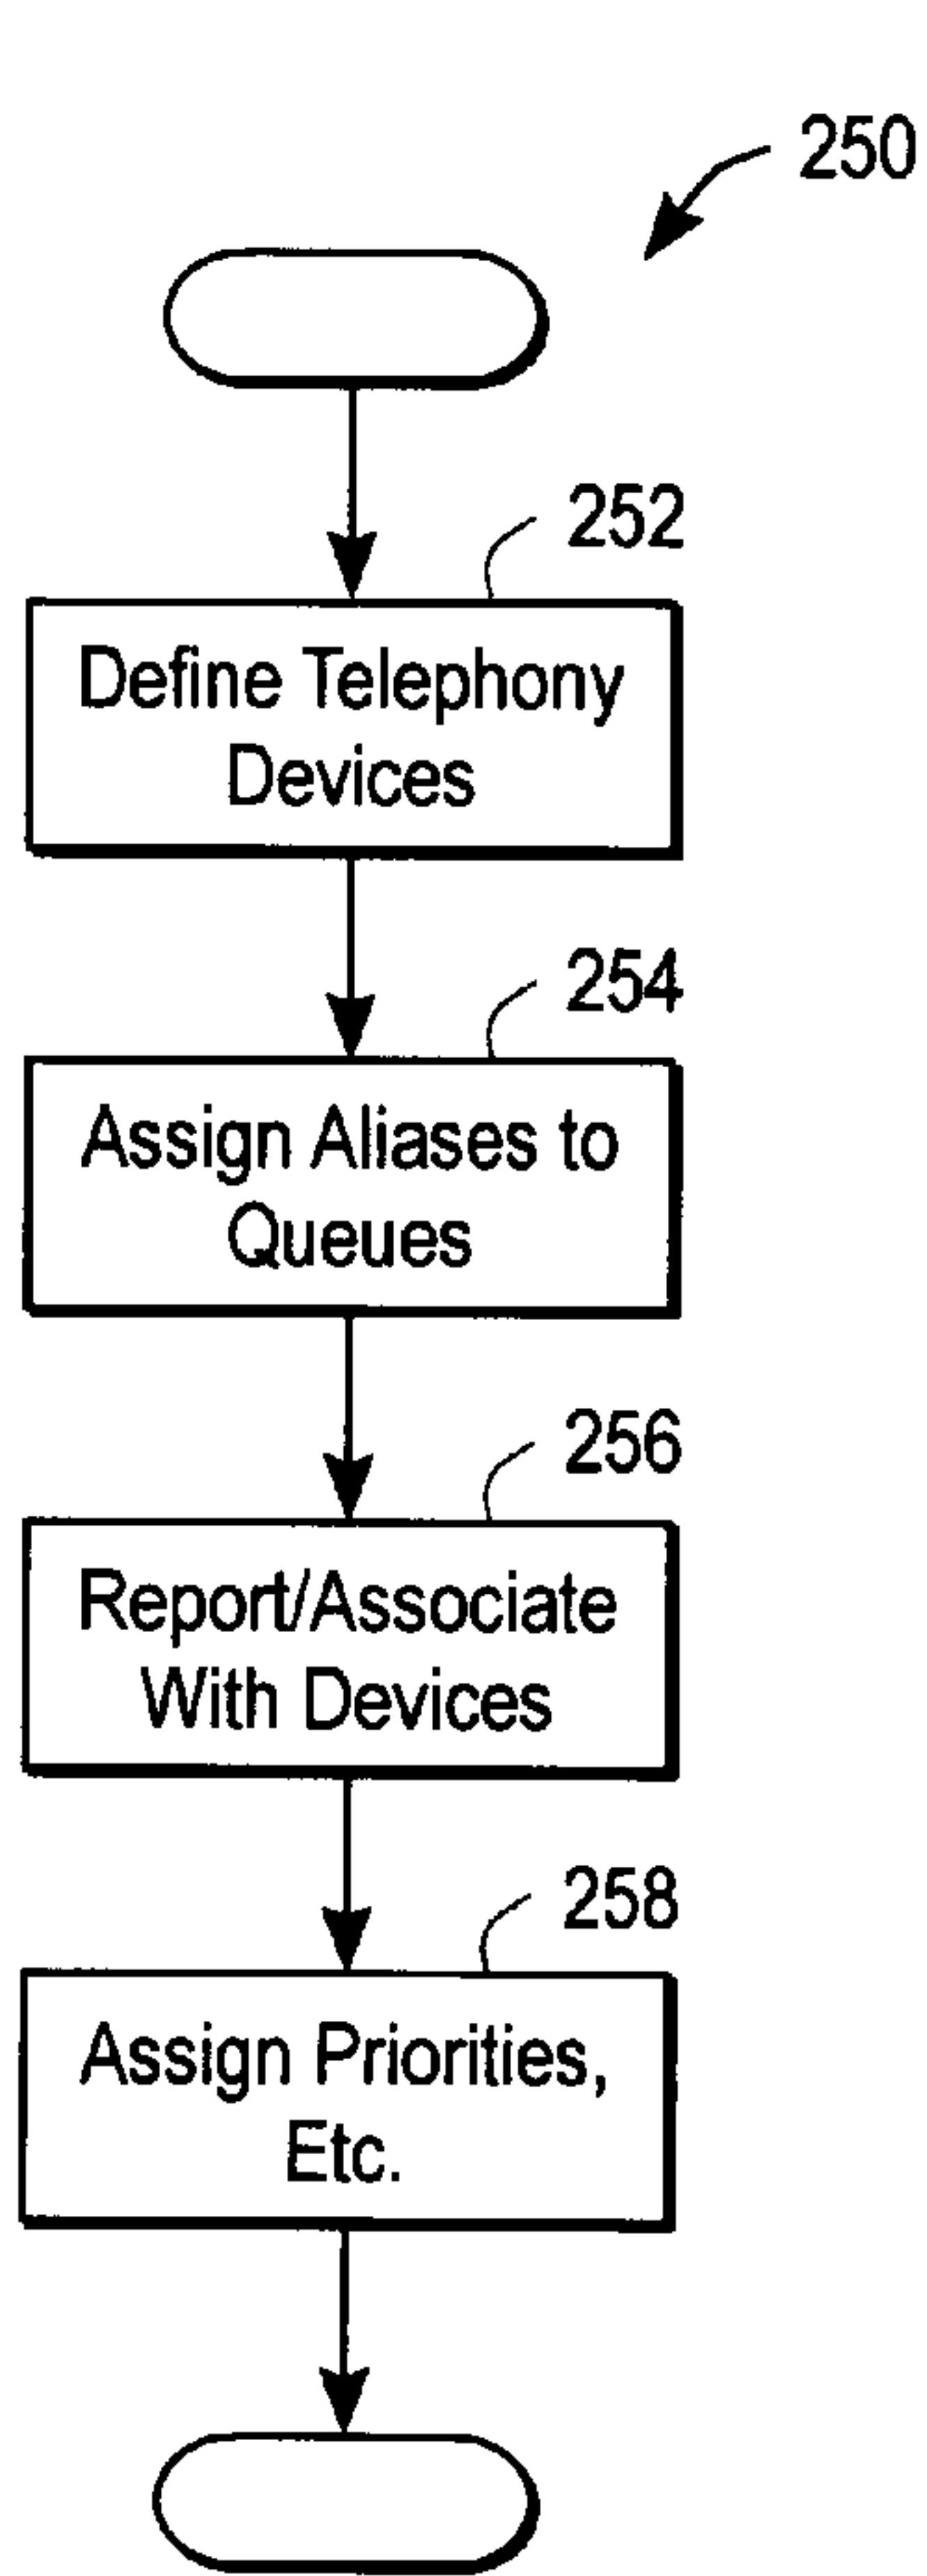 250
252
Define Telephony
Devices
254
Assign Aliases to
Queues
256
Report/Associate
With Devices
258
Assign Priorities,
Etc.